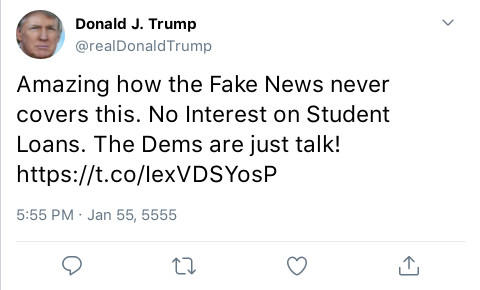 Donald J. Trump
@realDonaldTrump
Amazing how the Fake News never
covers this. No Interest on Student
Loans. The Dems are just talk!
https://t.co/IexVDSYosP
5:55 PM · Jan 55, 5555